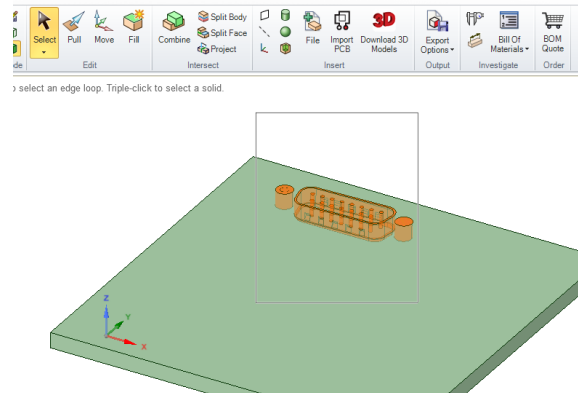 Select
Pull
Move
Fill
Edit
Combine
Split Body
Split Face
Project
Intersect
File
Import
PCB
3D
Download 3D
Models
Insert
Export
Options
Output
Bill Of
Materials
Investigate
BOM
Quote
Order
select an edge loop. Triple-click to select a solid.
Z
Y
X